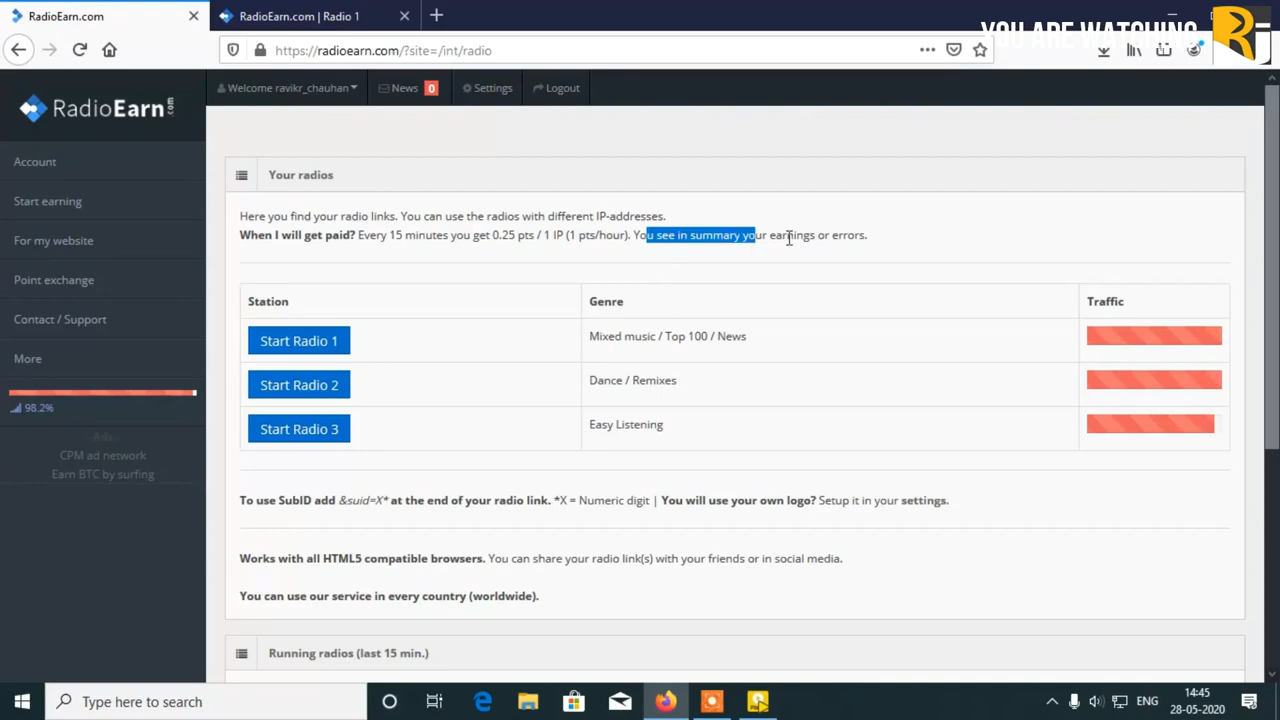 RadioEarn.com
RadioEarn.com | Radio 1
YOU ARE WATCHING
https://radioearn.com/?site=/int/radio
RadioEarn.com
Welcome ravikr_chauhan
News 0
Settings
Logout
Account
Start earning
For my website
Point exchange
Contact / Support
More
98.2%
- Ads -
CPM ad network
Earn BTC by surfing
Your radios
Here you find your radio links. You can use the radios with different IP-addresses.
When I will get paid? Every 15 minutes you get 0.25 pts / 1 IP (1 pts/hour). You see in summary your earnings or errors.
Station Genre Traffic
Start Radio 1 Mixed music / Top 100 / News
Start Radio 2 Dance / Remixes
Start Radio 3 Easy Listening
To use SubID add &suid=X* at the end of your radio link. *X = Numeric digit | You will use your own logo? Setup it in your settings.
Works with all HTML5 compatible browsers. You can share your radio link(s) with your friends or in social media.
You can use our service in every country (worldwide).
Running radios (last 15 min.)
Type here to search
ENG
14:45
28-05-2020